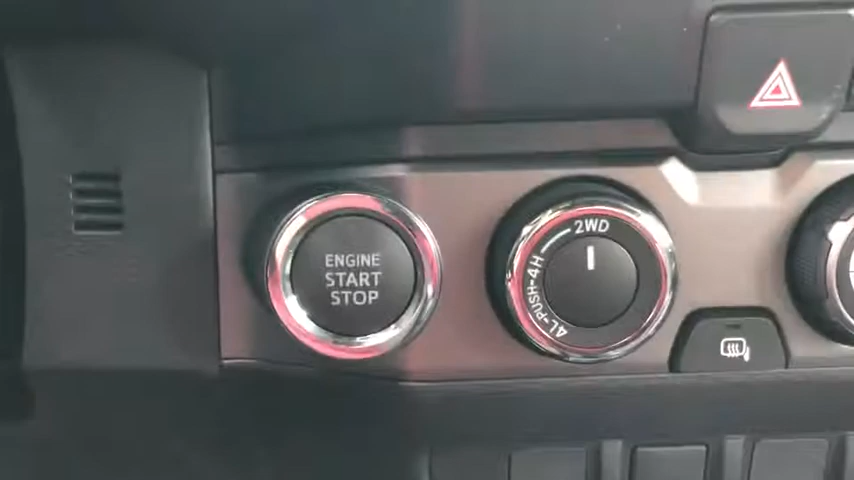 ENGINE
START
STOP
2WD
4L-PUSH-4H